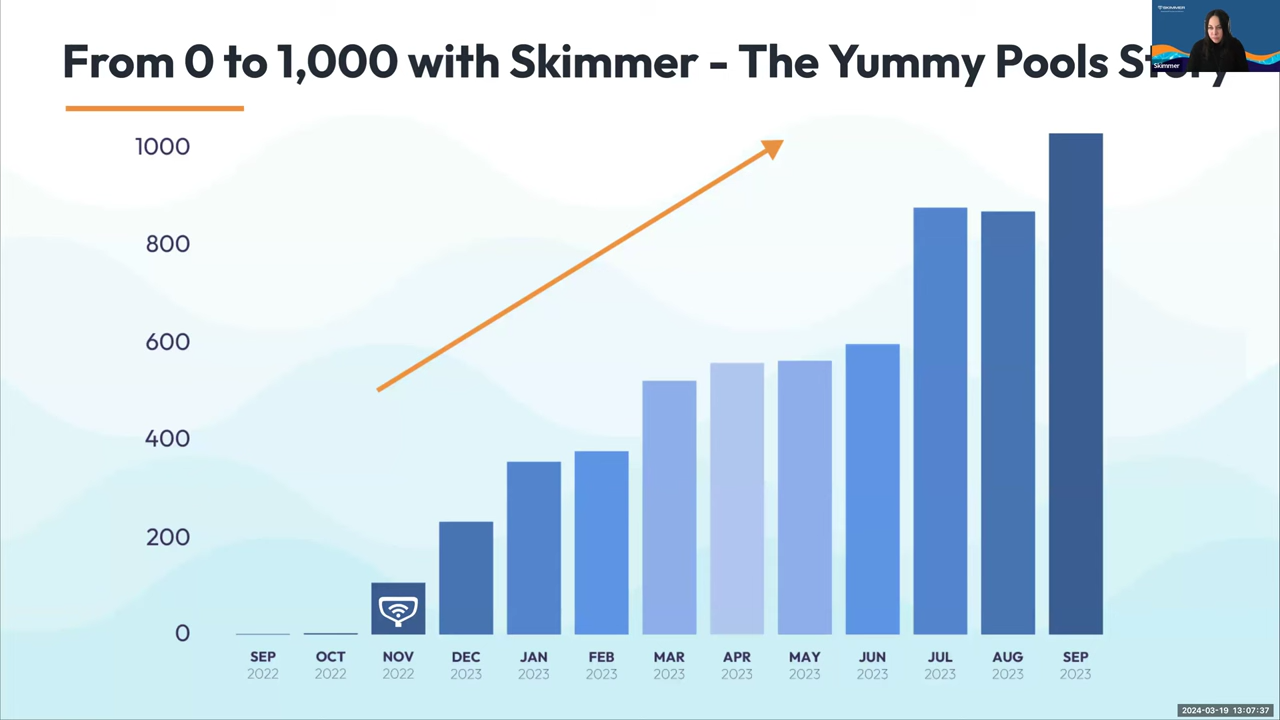 From 0 to 1,000 with Skimmer - The Yummy Pools Story
SKIMMER
Skimmer
1000
800
600
400
200
0
SEP OCT NOV DEC JAN FEB MAR APR MAY JUN JUL AUG SEP
2022 2022 2022 2023 2023 2023 2023 2023 2023 2023 2023 2023 2023
2024-03-19 13:07:37